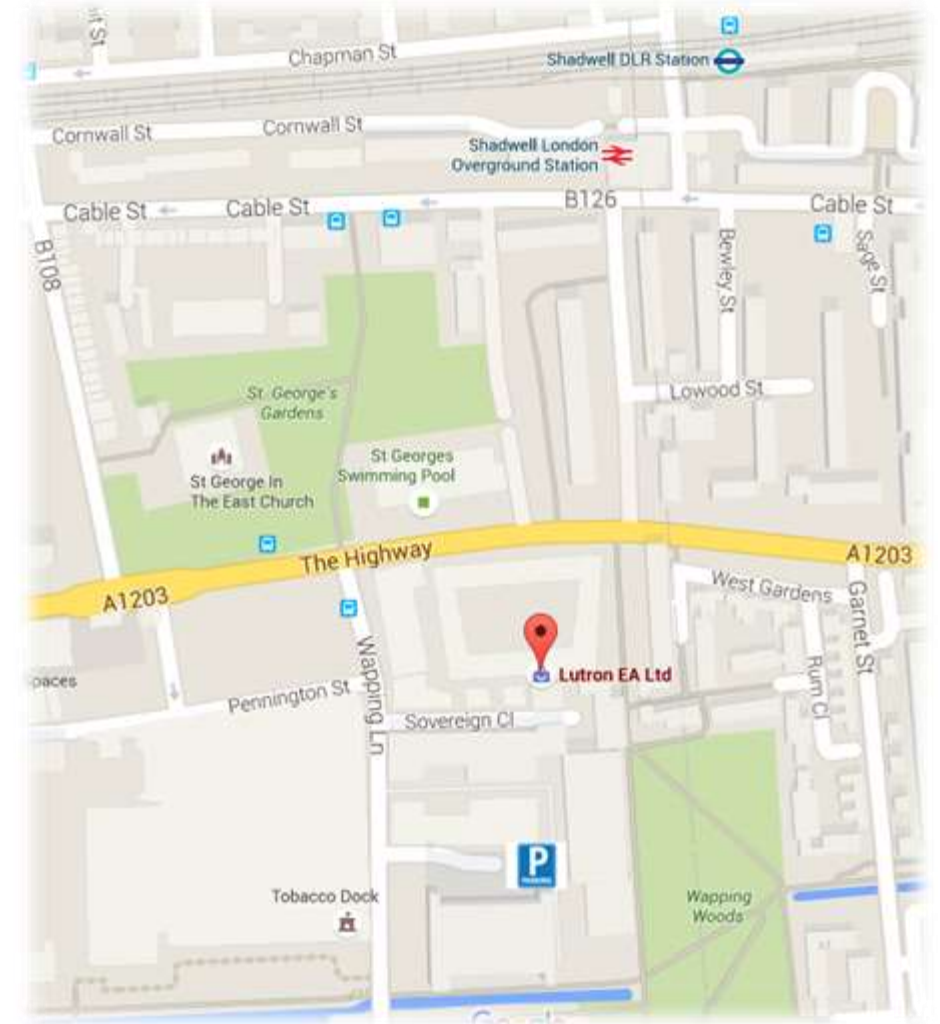 Chapman St
Shadwell DLR Station
Cornwall St
Cornwall St
Shadwell London
Overground Station
Cable St
Cable St
B126
Cable St
B108
Bewley St
Sage St
Lowood St
St. George's
Gardens
St Georges
Swimming Pool
St George In
The East Church
The Highway
A1203
A1203
West Gardens
Garnet St
Wapping Ln
Lutron EA Ltd
Rum Cl
Pennington St
Sovereign Cl
P
PARKING
Tobacco Dock
Wapping
Woods